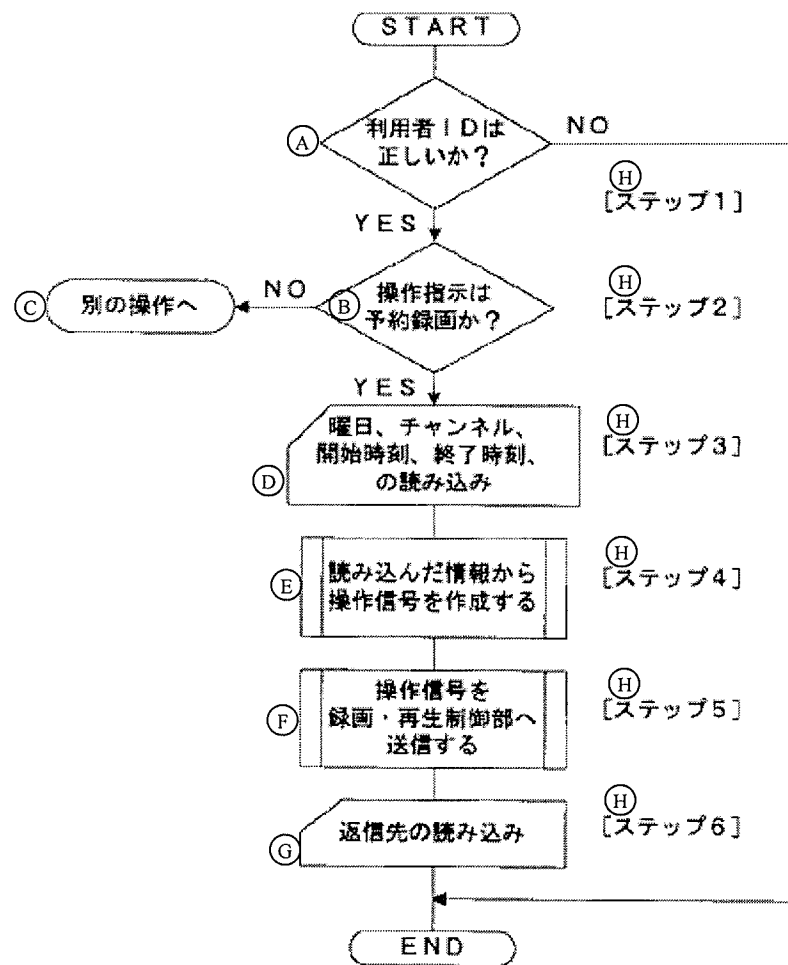 START
Ⓐ
利用者IDは
正しいか?
NO
Ⓗ
[ステップ1]
YES
Ⓒ
別の操作へ
NO
Ⓑ
操作指示は
予約録画か?
Ⓗ
[ステップ2]
YES
Ⓓ
曜日、チャンネル、
開始時刻、終了時刻、
の読み込み
Ⓗ
[ステップ3]
Ⓔ
読み込んだ情報から
操作信号を作成する
Ⓗ
[ステップ4]
Ⓕ
操作信号を
録画・再生制御部へ
送信する
Ⓗ
[ステップ5]
Ⓖ
返信先の読み込み
Ⓗ
[ステップ6]
END